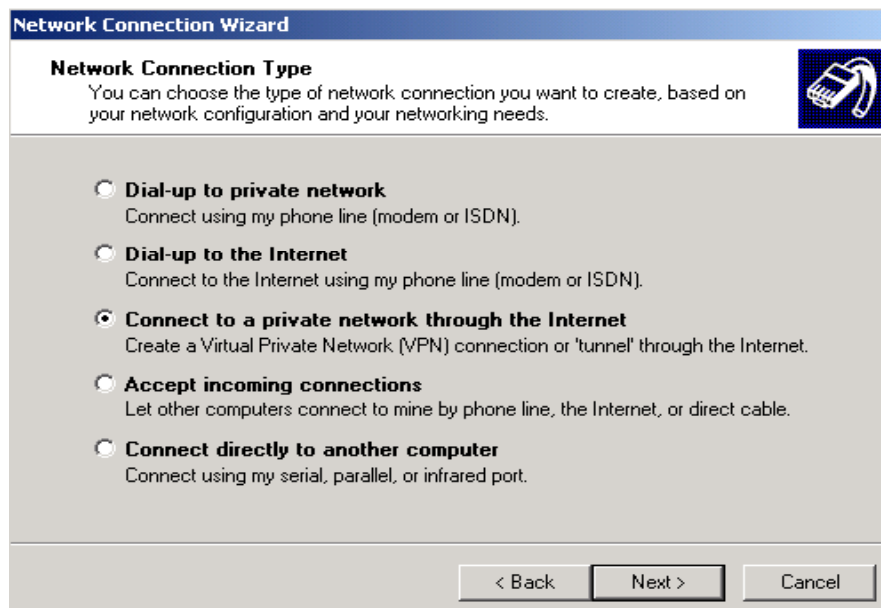 Network Connection Wizard
Network Connection Type
You can choose the type of network connection you want to create, based on
your network configuration and your networking needs.
Dial-up to private network
Connect using my phone line (modem or ISDN).
Dial-up to the Internet
Connect to the Internet using my phone line (modem or ISDN).
Connect to a private network through the Internet
Create a Virtual Private Network (VPN) connection or 'tunnel' through the Internet.
Accept incoming connections
Let other computers connect to mine by phone line, the Internet, or direct cable.
Connect directly to another computer
Connect using my serial, parallel, or infrared port.
< Back Next > Cancel